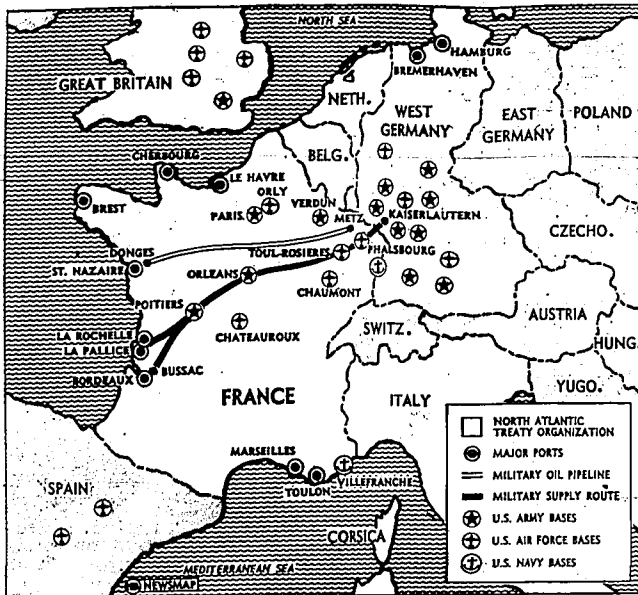 NORTH SEA
GREAT BRITAIN
HAMBURG
BREMERHAVEN
NETH.
WEST
GERMANY
EAST
GERMANY
POLAND
BELG.
CHERBOURG
LE HAVRE
ORLY
PARIS
VERDUN
METZ
KAISERLAUTERN
BREST
DONGES
ST. NAZAIRE
TOUL-ROSIERES
PHALSBOURG
CZECHO.
ORLEANS
CHAUMONT
POITIERS
CHATEAUROUX
SWITZ.
AUSTRIA
HUNG.
LA ROCHELLE
LA PALLICE
BORDEAUX
BUSSAC
FRANCE
ITALY
YUGO.
MARSEILLES
TOULON
VILLEFRANCHE
SPAIN
CORSICA
MEDITERRANEAN SEA
NEWSMAP
NORTH ATLANTIC
TREATY ORGANIZATION
MAJOR PORTS
MILITARY OIL PIPELINE
MILITARY SUPPLY ROUTE
U.S. ARMY BASES
U.S. AIR FORCE BASES
U.S. NAVY BASES